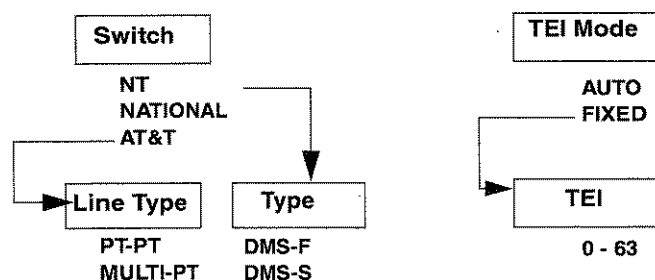 Switch
NT
NATIONAL
AT&T
Line Type
PT-PT
MULTI-PT
Type
DMS-F
DMS-S
TEI Mode
AUTO
FIXED
TEI
0 - 63